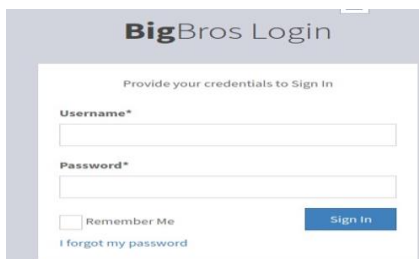 BigBros Login
Provide your credentials to Sign In
Username*
Password*
Remember Me
Sign In
I forgot my password